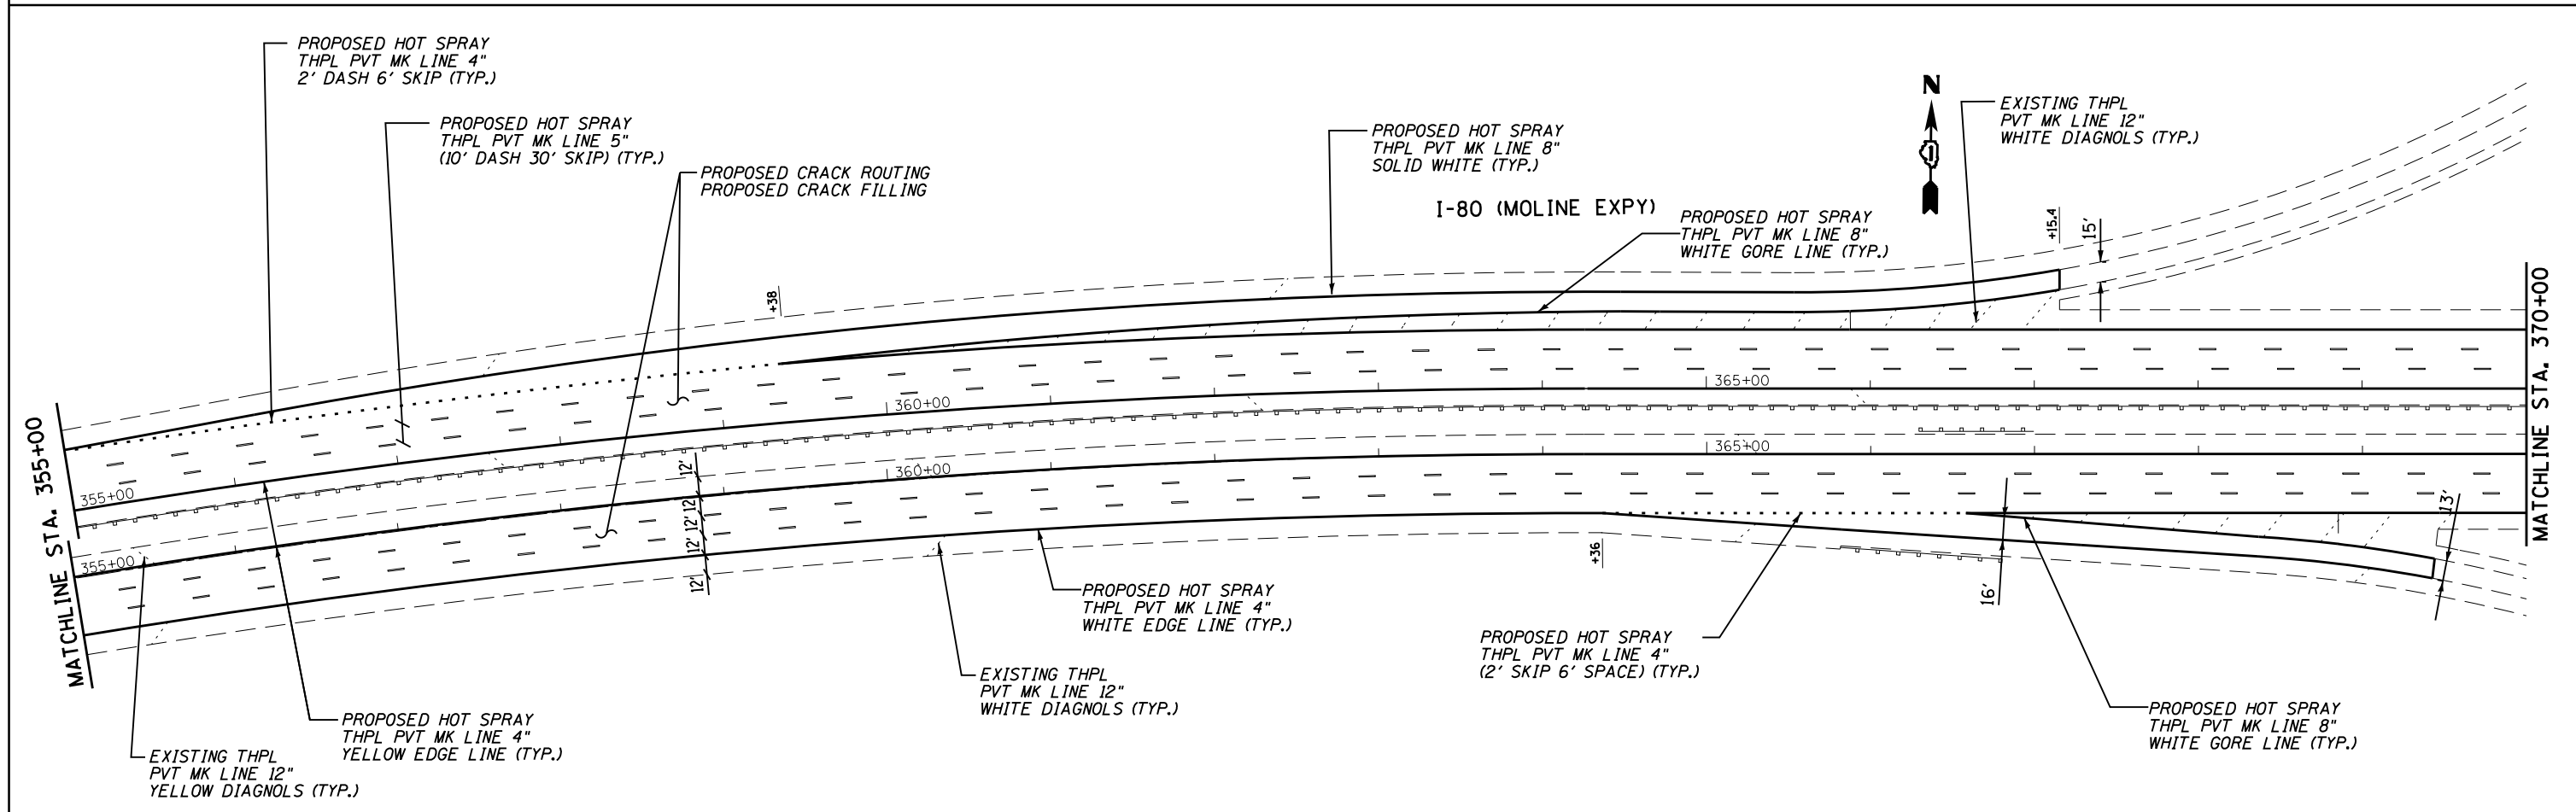 PROPOSED HOT SPRAY
THPL PVT MK LINE 4"
2' DASH 6' SKIP (TYP.)
PROPOSED HOT SPRAY
THPL PVT MK LINE 5"
(10' DASH 30' SKIP) (TYP.)
PROPOSED CRACK ROUTING
PROPOSED CRACK FILLING
PROPOSED HOT SPRAY
THPL PVT MK LINE 8"
SOLID WHITE (TYP.)
I-80 (MOLINE EXPY)
PROPOSED HOT SPRAY
THPL PVT MK LINE 8"
WHITE GORE LINE (TYP.)
N
EXISTING THPL
PVT MK LINE 12"
WHITE DIAGNOLS (TYP.)
+15.4
15'
+38
MATCHLINE STA. 370+00
MATCHLINE STA. 355+00
355+00
360+00
365+00
355+00
360+00
365+00
12'
12'
12'
12'
12'
+36
16'
13'
PROPOSED HOT SPRAY
THPL PVT MK LINE 4"
WHITE EDGE LINE (TYP.)
EXISTING THPL
PVT MK LINE 12"
WHITE DIAGNOLS (TYP.)
PROPOSED HOT SPRAY
THPL PVT MK LINE 4"
(2' SKIP 6' SPACE) (TYP.)
PROPOSED HOT SPRAY
THPL PVT MK LINE 8"
WHITE GORE LINE (TYP.)
PROPOSED HOT SPRAY
THPL PVT MK LINE 4"
YELLOW EDGE LINE (TYP.)
EXISTING THPL
PVT MK LINE 12"
YELLOW DIAGNOLS (TYP.)